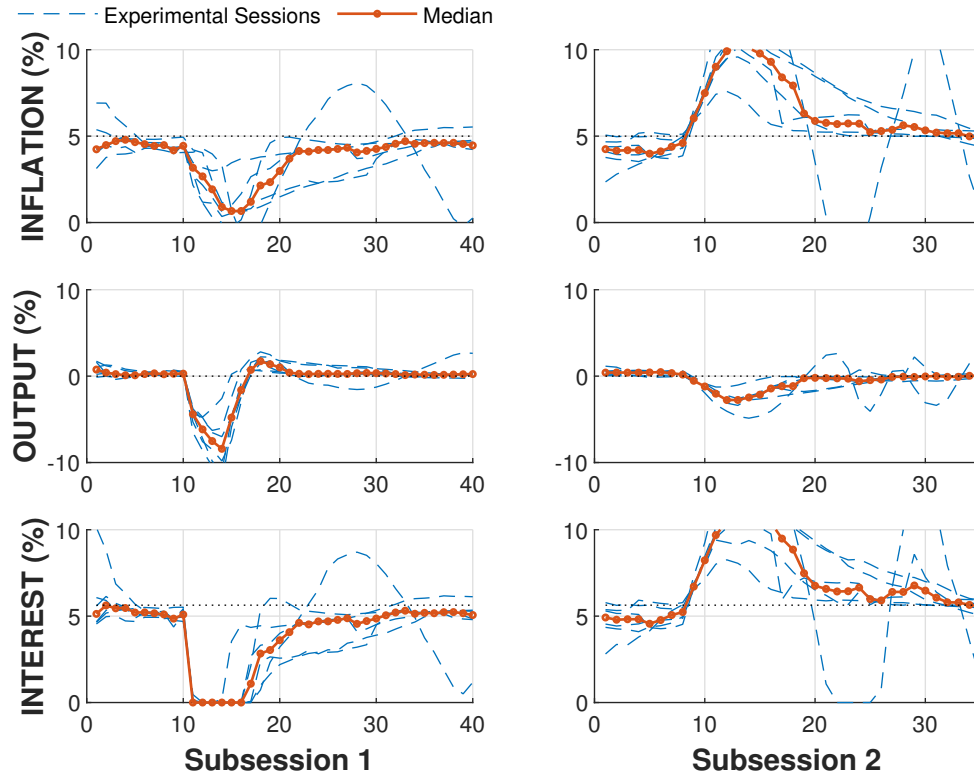 Experimental Sessions Median
INFLATION (%)
10
5
0
0 10 20 30 40
10
5
0
0 10 20 30
OUTPUT (%)
10
0
-10
0 10 20 30 40
10
0
-10
0 10 20 30
INTEREST (%)
10
5
0
0 10 20 30 40
10
5
0
0 10 20 30
Subsession 1 Subsession 2